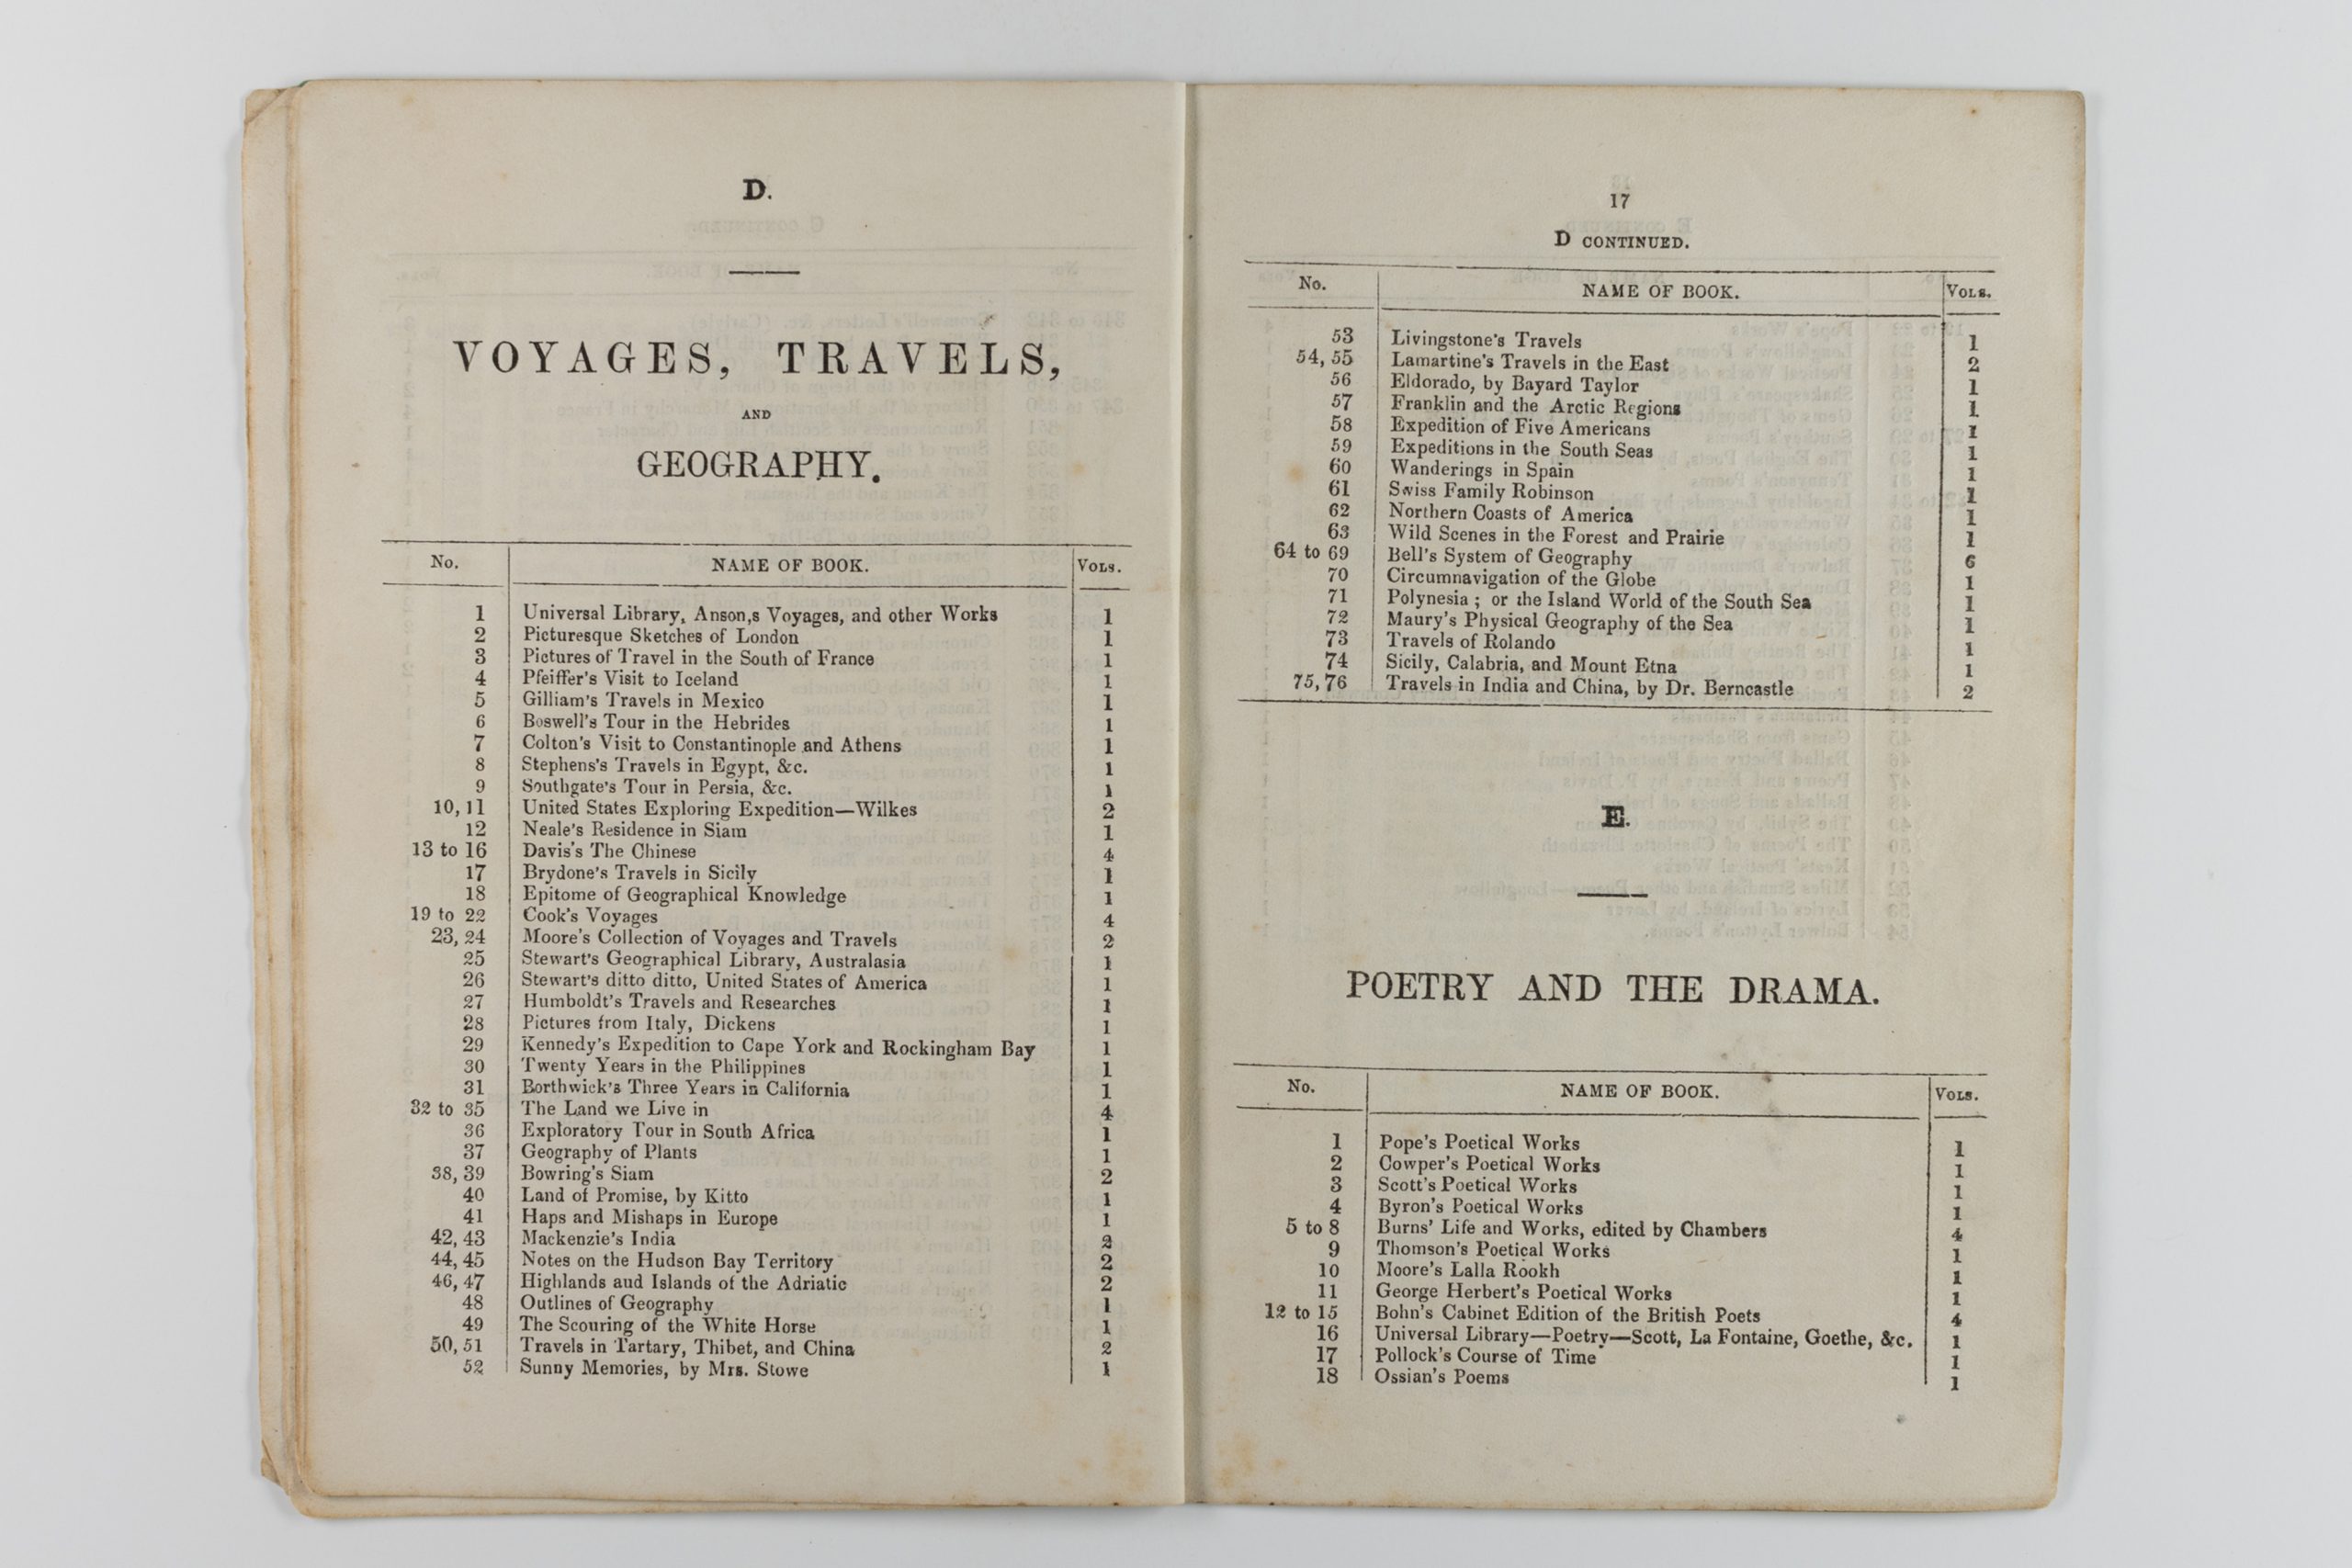 D.
VOYAGES, TRAVELS,
AND
GEOGRAPHY.
No. NAME OF BOOK. VOLS.
1 Universal Library, Anson,s Voyages, and other Works 1
2 Picturesque Sketches of London 1
3 Pictures of Travel in the South of France 1
4 Pfeiffer's Visit to Iceland 1
5 Gilliam's Travels in Mexico 1
6 Boswell's Tour in the Hebrides 1
7 Colton's Visit to Constantinople and Athens 1
8 Stephens's Travels in Egypt, &c. 1
9 Southgate's Tour in Persia, &c. 1
10, 11 United States Exploring Expedition—Wilkes 2
12 Neale's Residence in Siam 1
13 to 16 Davis's The Chinese 4
17 Brydone's Travels in Sicily 1
18 Epitome of Geographical Knowledge 1
19 to 22 Cook's Voyages 4
23, 24 Moore's Collection of Voyages and Travels 2
25 Stewart's Geographical Library, Australasia 1
26 Stewart's ditto ditto, United States of America 1
27 Humboldt's Travels and Researches 1
28 Pictures from Italy, Dickens 1
29 Kennedy's Expedition to Cape York and Rockingham Bay 1
30 Twenty Years in the Philippines 1
31 Borthwick's Three Years in California 1
32 to 35 The Land we Live in 4
36 Exploratory Tour in South Africa 1
37 Geography of Plants 1
38, 39 Bowring's Siam 2
40 Land of Promise, by Kitto 1
41 Haps and Mishaps in Europe 1
42, 43 Mackenzie's India 2
44, 45 Notes on the Hudson Bay Territory 2
46, 47 Highlands aud Islands of the Adriatic 2
48 Outlines of Geography 1
49 The Scouring of the White Horse 1
50, 51 Travels in Tartary, Thibet, and China 2
52 Sunny Memories, by Mrs. Stowe 1
17
D CONTINUED.
No. NAME OF BOOK. VOLS.
53 Livingstone's Travels 1
54, 55 Lamartine's Travels in the East 2
56 Eldorado, by Bayard Taylor 1
57 Franklin and the Arctic Regions 1
58 Expedition of Five Americans 1
59 Expeditions in the South Seas 1
60 Wanderings in Spain 1
61 Swiss Family Robinson 1
62 Northern Coasts of America 1
63 Wild Scenes in the Forest and Prairie 1
64 to 69 Bell's System of Geography 6
70 Circumnavigation of the Globe 1
71 Polynesia ; or the Island World of the South Sea 1
72 Maury's Physical Geography of the Sea 1
73 Travels of Rolando 1
74 Sicily, Calabria, and Mount Etna 1
75, 76 Travels in India and China, by Dr. Berncastle 2
E.
POETRY AND THE DRAMA.
No. NAME OF BOOK. VOLS.
1 Pope's Poetical Works 1
2 Cowper's Poetical Works 1
3 Scott's Poetical Works 1
4 Byron's Poetical Works 1
5 to 8 Burns' Life and Works, edited by Chambers 4
9 Thomson's Poetical Works 1
10 Moore's Lalla Rookh 1
11 George Herbert's Poetical Works 1
12 to 15 Bohn's Cabinet Edition of the British Poets 4
16 Universal Library—Poetry—Scott, La Fontaine, Goethe, &c. 1
17 Pollock's Course of Time 1
18 Ossian's Poems 1